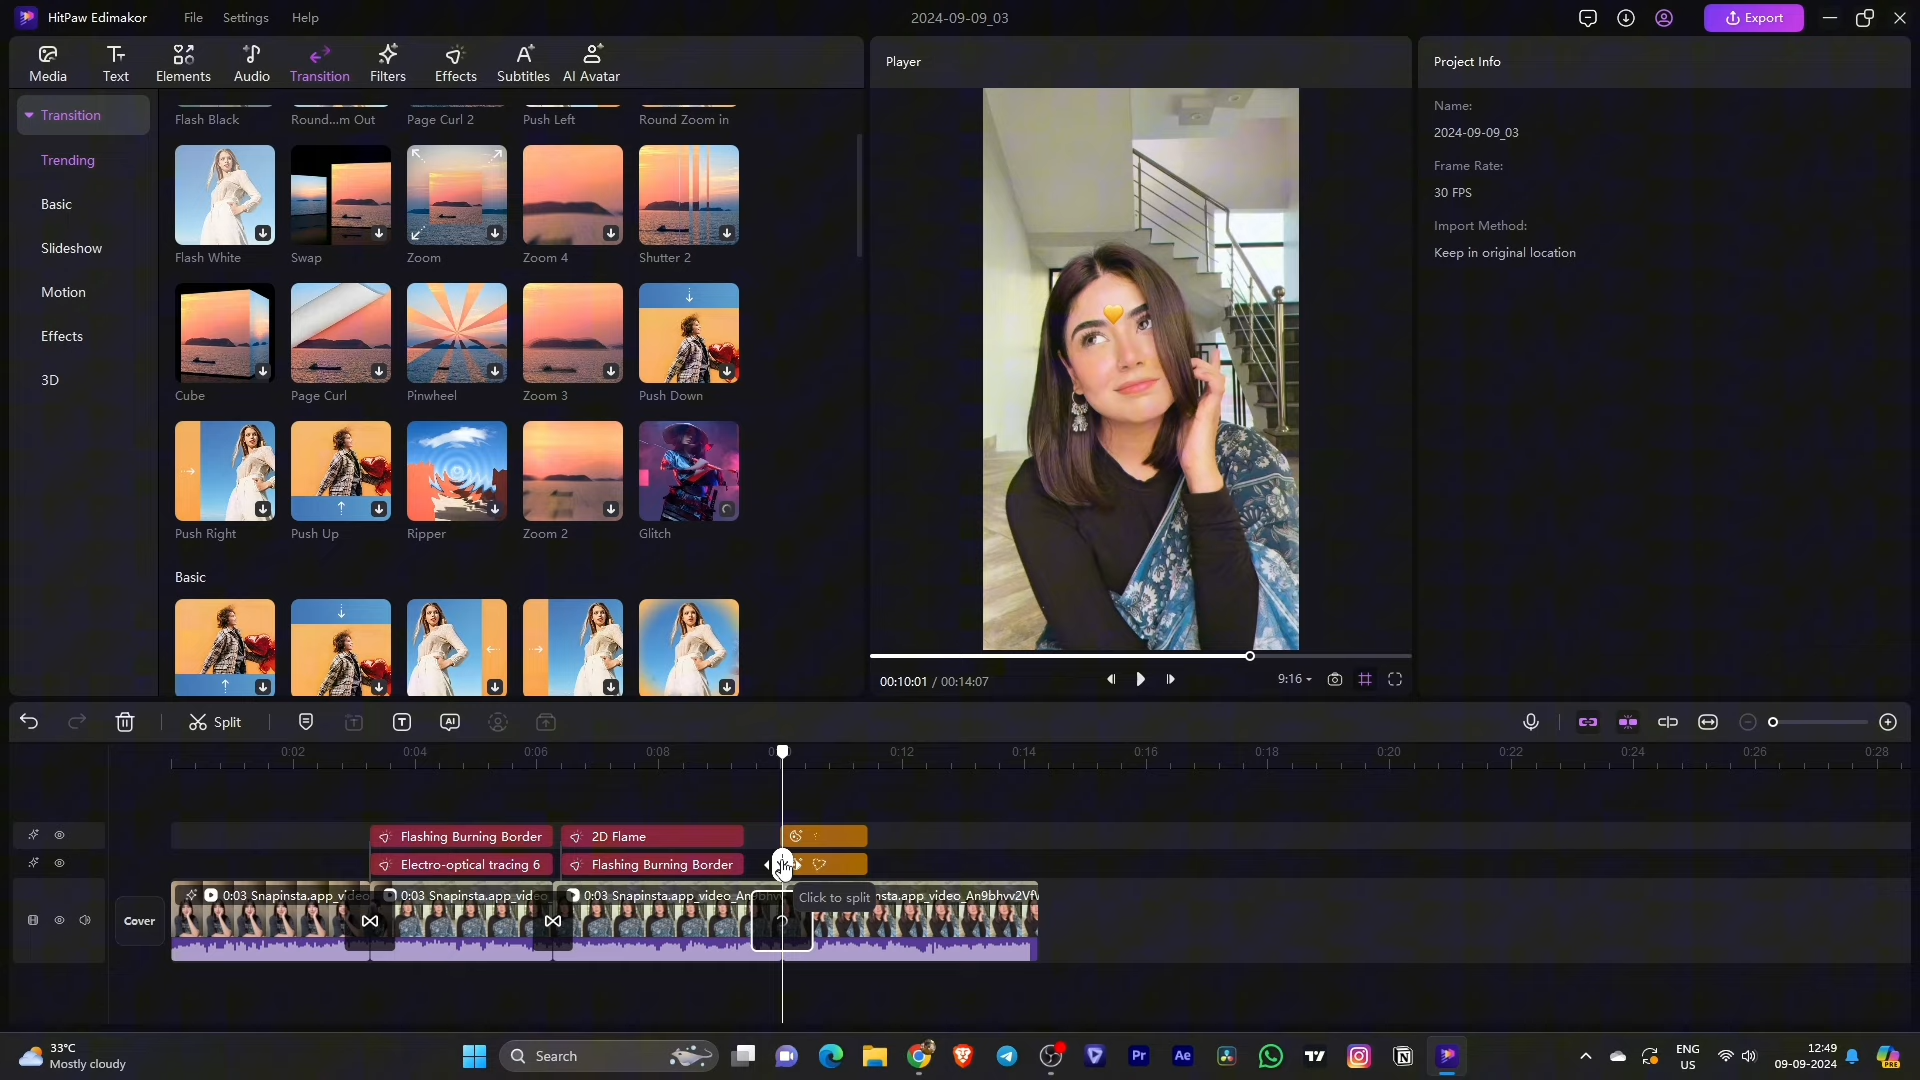 HitPaw Edimakor
File
Settings
Help
2024-09-09_03
Export
Media
Text
Elements
Audio
Transition
Filters
Effects
Subtitles
AI Avatar
Player
Project Info
Transition
Trending
Basic
Slideshow
Motion
Effects
3D
Flash Black
Round...m Out
Page Curl 2
Push Left
Round Zoom in
Flash White
Swap
Zoom
Zoom 4
Shutter 2
Cube
Page Curl
Pinwheel
Zoom 3
Push Down
Push Right
Push Up
Ripper
Zoom 2
Glitch
Basic
Name:
2024-09-09_03
Frame Rate:
30 FPS
Import Method:
Keep in original location
00:10:01 / 00:14:07
9:16
Split
0:02
0:04
0:06
0:08
0:12
0:14
0:16
0:18
0:20
0:22
0:24
0:26
0:28
Flashing Burning Border
2D Flame
Electro-optical tracing 6
Flashing Burning Border
Cover
0:03 Snapinsta.app_video
0:03 Snapinsta.app_video
0:03 Snapinsta.app_video_An9bhvv
Click to split
nsta.app_video_An9bhvv2Vf
33°C
Mostly cloudy
Search
Pr
Ae
ENG
US
12:49
09-09-2024
PRE